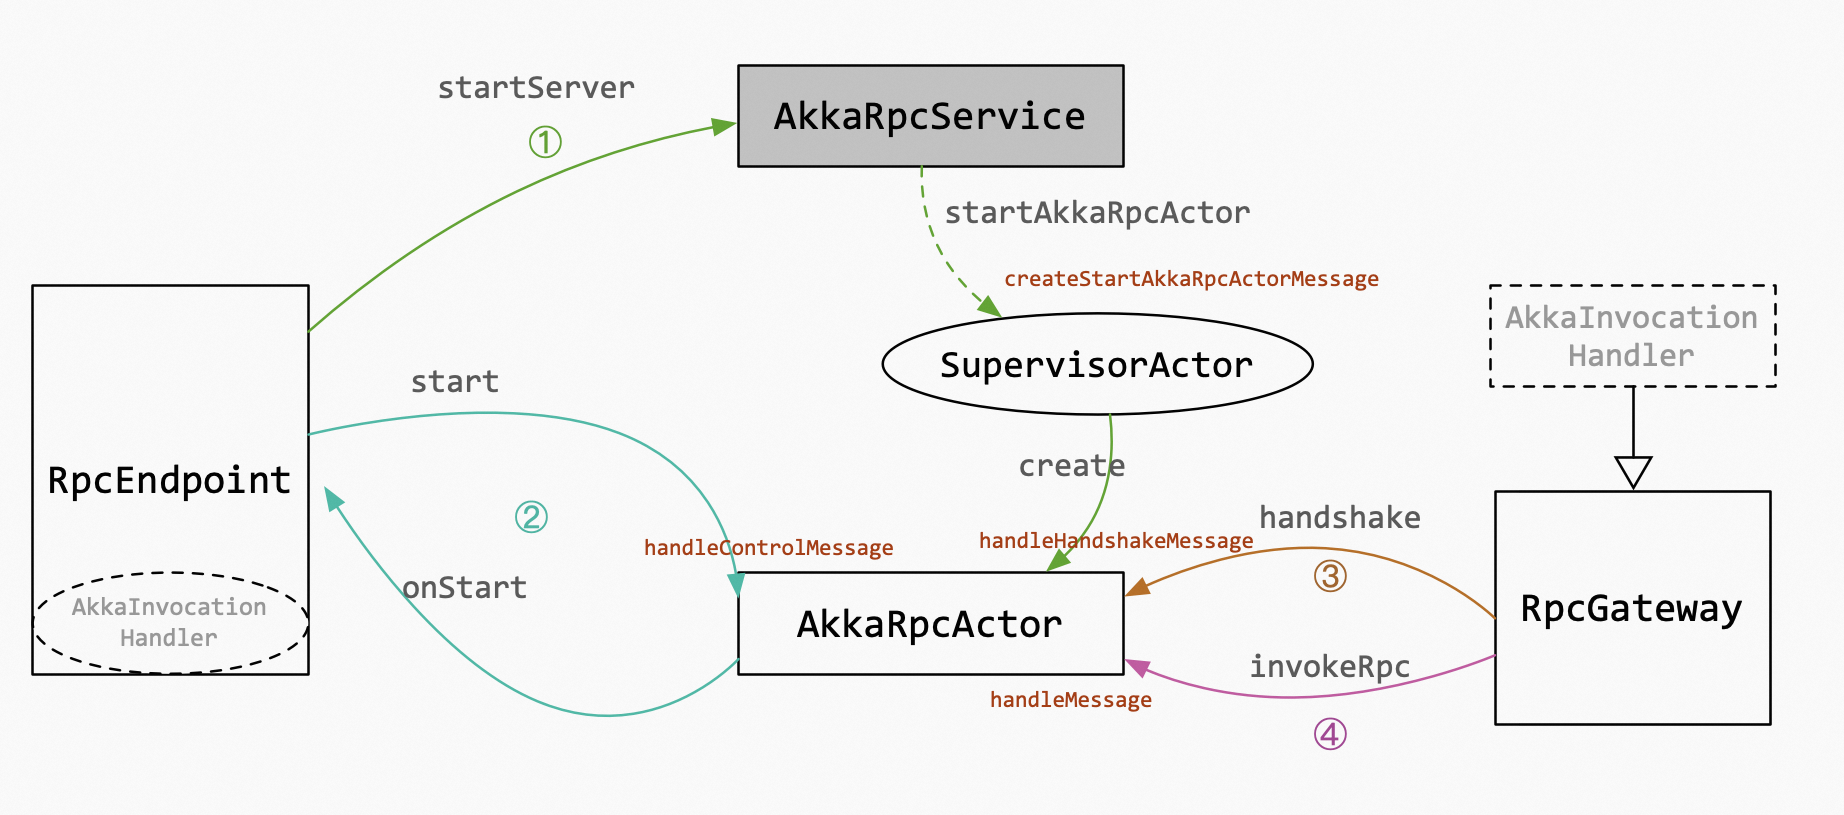 startServer
①
AkkaRpcService
startAkkaRpcActor
createStartAkkaRpcActorMessage
AkkaInvocation
Handler
SupervisorActor
start
RpcEndpoint
create
②
handleControlMessage
handleHandshakeMessage
handshake
③
onStart
AkkaInvocation
Handler
AkkaRpcActor
RpcGateway
invokeRpc
handleMessage
④